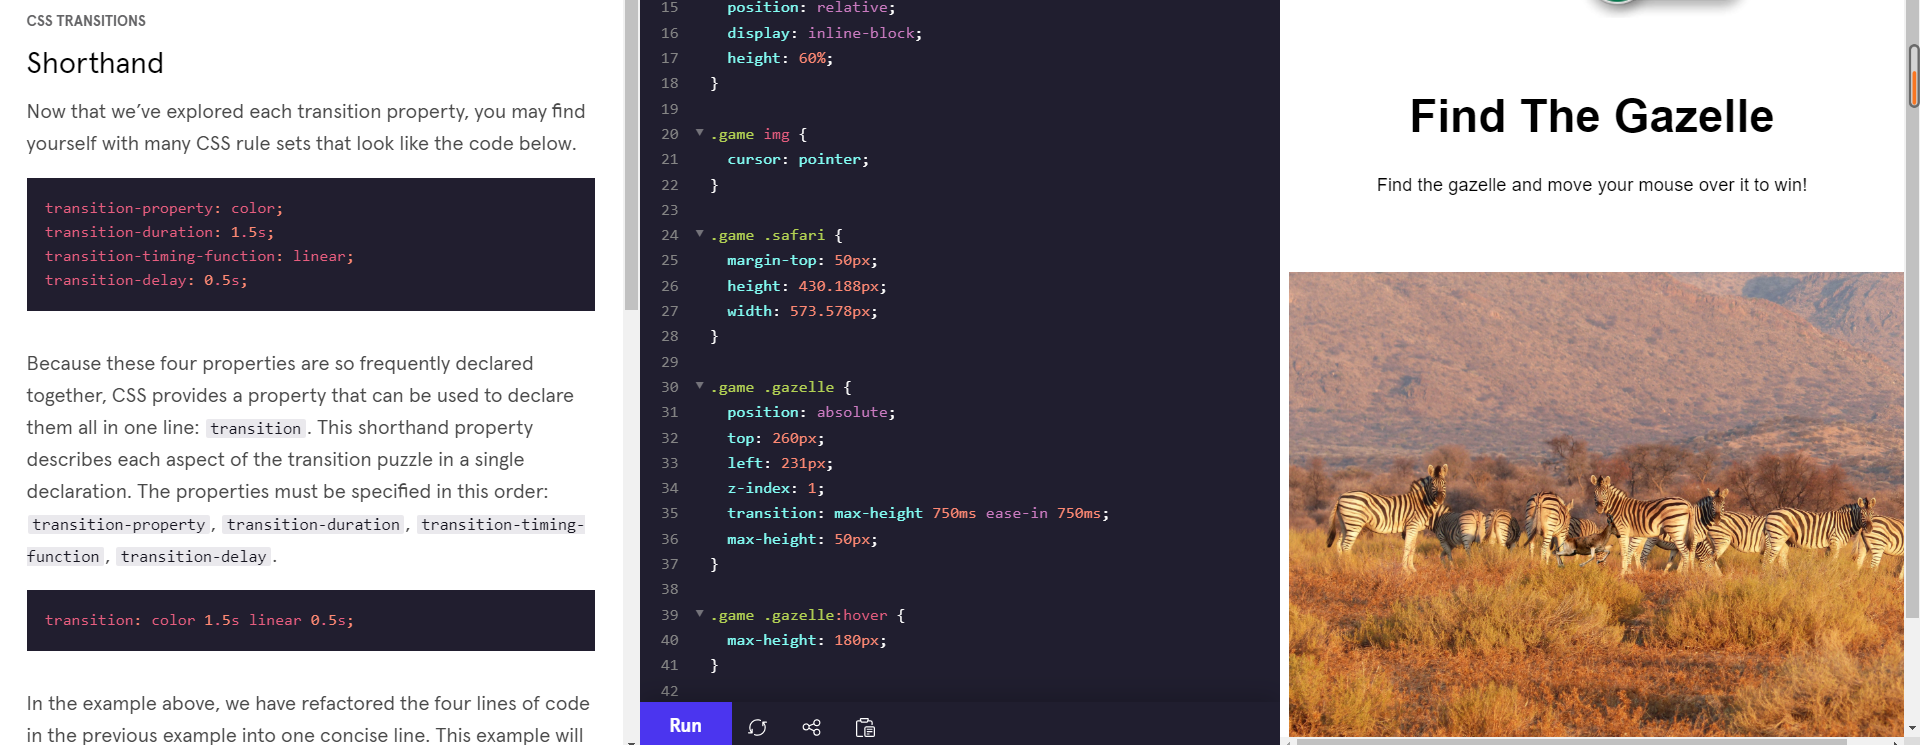 CSS TRANSITIONS
Shorthand
Now that we’ve explored each transition property, you may find
yourself with many CSS rule sets that look like the code below.
transition-property: color;
transition-duration: 1.5s;
transition-timing-function: linear;
transition-delay: 0.5s;
Because these four properties are so frequently declared
together, CSS provides a property that can be used to declare
them all in one line: transition. This shorthand property
describes each aspect of the transition puzzle in a single
declaration. The properties must be specified in this order:
transition-property, transition-duration, transition-timing-
function, transition-delay.
transition: color 1.5s linear 0.5s;
In the example above, we have refactored the four lines of code
in the previous example into one concise line. This example will
15 position: relative;
16 display: inline-block;
17 height: 60%;
18 }
19
20 .game img {
21 cursor: pointer;
22 }
23
24 .game .safari {
25 margin-top: 50px;
26 height: 430.188px;
27 width: 573.578px;
28 }
29
30 .game .gazelle {
31 position: absolute;
32 top: 260px;
33 left: 231px;
34 z-index: 1;
35 transition: max-height 750ms ease-in 750ms;
36 max-height: 50px;
37 }
38
39 .game .gazelle:hover {
40 max-height: 180px;
41 }
42
Run
Find The Gazelle
Find the gazelle and move your mouse over it to win!